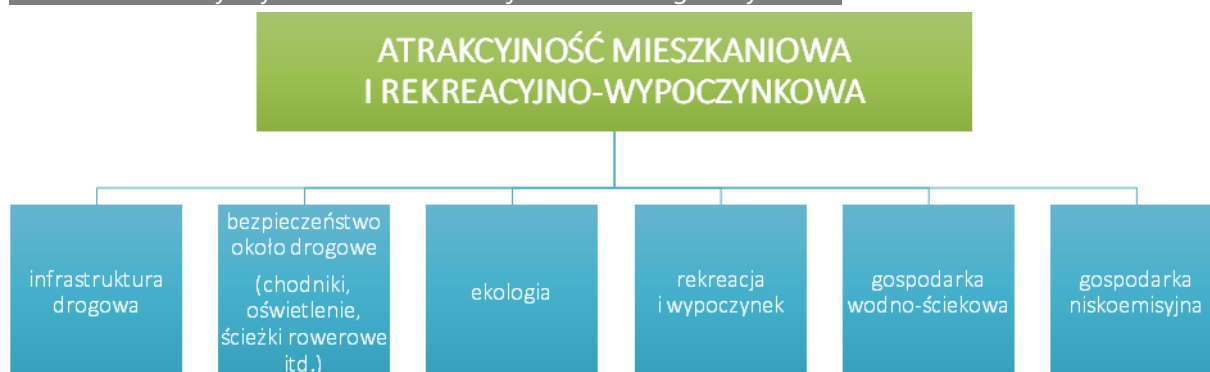 ATRAKCYJNOŚĆ MIESZKANIOWA
I REKREACYJNO-WYPOCZYNKOWA
infrastruktura
drogowa
bezpieczeństwo
około drogowe
(chodniki,
oświetlenie,
ścieżki rowerowe
itd.)
ekologia
rekreacja
i wypoczynek
gospodarka
wodno-ściekowa
gospodarka
niskoemisyjna